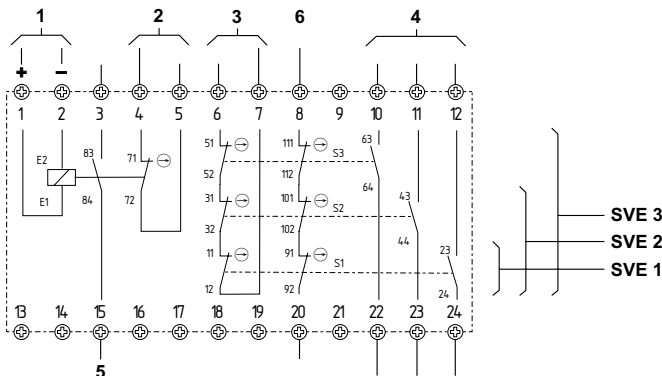 1 2 3 6 4
+ −
1 2 3 4 5 6 7 8 9 10 11 12
83 71 51 111 63
E2 S3
52 112
E1 84 72 31 101 64 43
S2 SVE 3
32 102 SVE 2
11 91 44 23 SVE 1
S1
12 92 24
13 14 15 16 17 18 19 20 21 22 23 24
5